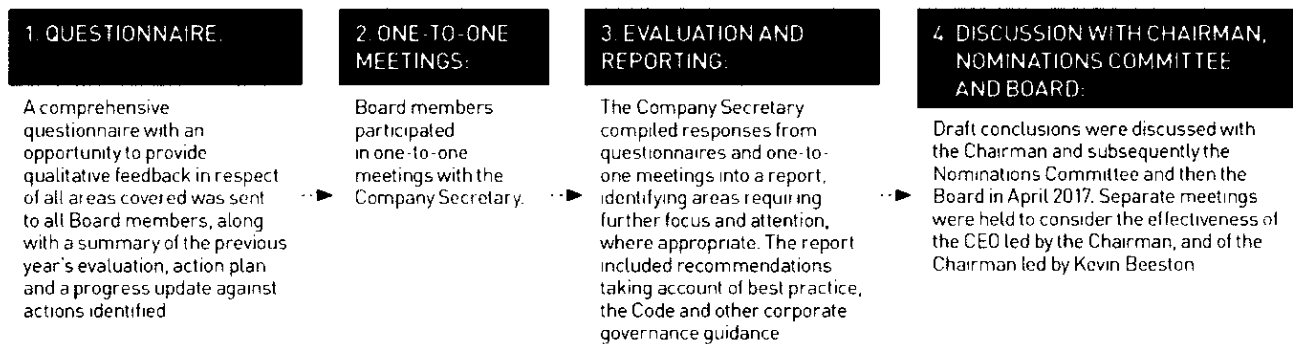 1. QUESTIONNAIRE.
A comprehensive
questionnaire with an
opportunity to provide
qualitative feedback in respect
of all areas covered was sent
to all Board members, along
with a summary of the previous
year's evaluation, action plan
and a progress update against
actions identified
2. ONE-TO-ONE
MEETINGS:
Board members
participated
in one-to-one
meetings with the
Company Secretary.
3. EVALUATION AND
REPORTING:
The Company Secretary
compiled responses from
questionnaires and one-to-
one meetings into a report,
identifying areas requiring
further focus and attention,
where appropriate. The report
included recommendations
taking account of best practice,
the Code and other corporate
governance guidance
4 DISCUSSION WITH CHAIRMAN,
NOMINATIONS COMMITTEE
AND BOARD:
Draft conclusions were discussed with
the Chairman and subsequently the
Nominations Committee and then the
Board in April 2017. Separate meetings
were held to consider the effectiveness of
the CEO led by the Chairman, and of the
Chairman led by Kevin Beeston